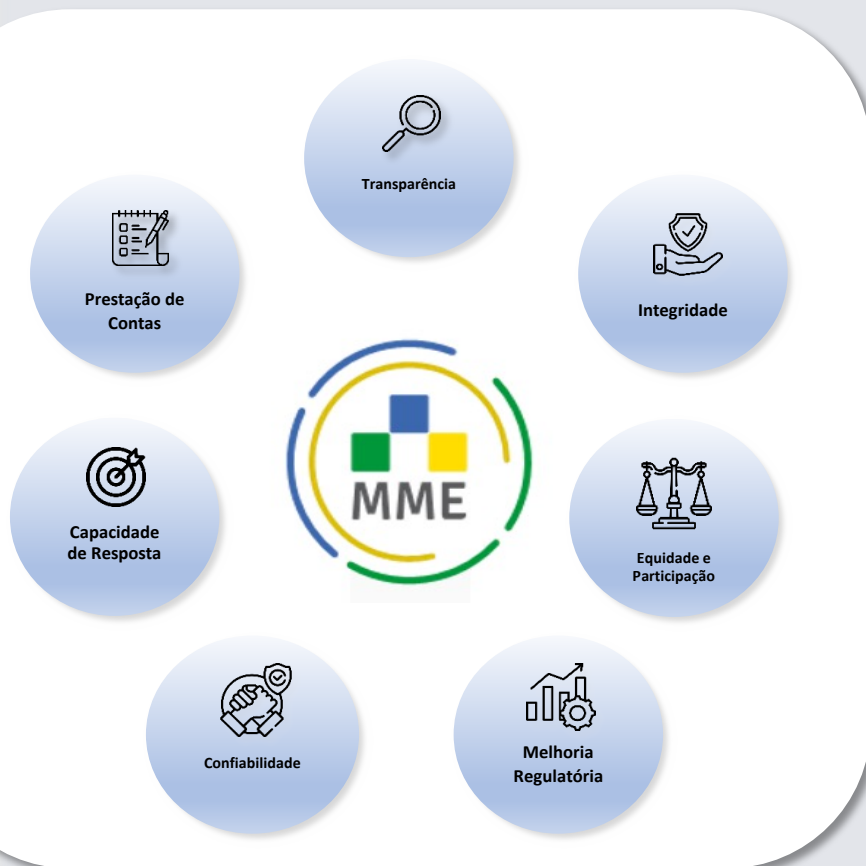 Transparência
Prestação de
Contas
Integridade
MME
Capacidade
de Resposta
Equidade e
Participação
Confiabilidade
Melhoria
Regulatória